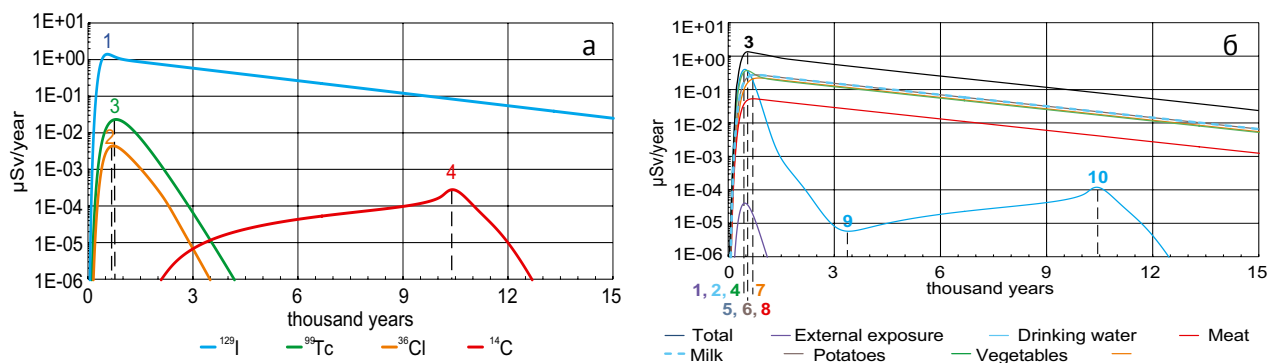 1E+01
1E+00
1E-01
1E-02
1E-03
1E-04
1E-05
1E-06
µSv/year
1
3
2
4
а
0 3 6 9 12 15
thousand years
¹²⁹I ⁹⁹Tc ³⁶Cl ¹⁴C
1E+01
1E+00
1E-01
1E-02
1E-03
1E-04
1E-05
1E-06
µSv/year
3
9
10
б
0 3 6 9 12 15
thousand years
1, 2, 4 7
5, 6, 8
Total External exposure Drinking water Meat
Milk Potatoes Vegetables